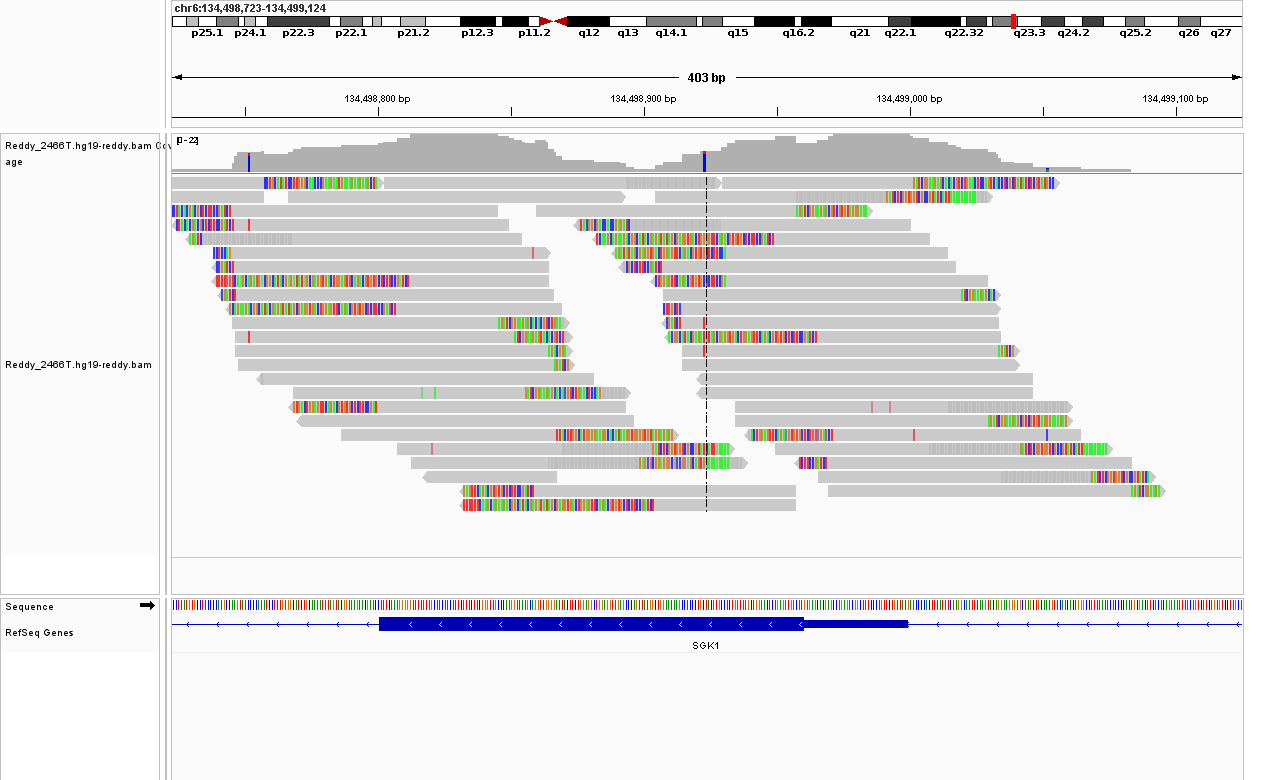 chr6:134,498,723-134,499,124
p25.1 p24.1 p22.3 p22.1 p21.2 p12.3 p11.2 q12 q13 q14.1 q15 q16.2 q21 q22.1 q22.32 q23.3 q24.2 q25.2 q26 q27
403 bp
134,498,800 bp 134,498,900 bp 134,499,000 bp 134,499,100 bp
Reddy_2466T.hg19-reddy.bam Cov
age
[0-22]
Reddy_2466T.hg19-reddy.bam
Sequence
RefSeq Genes
SGK1